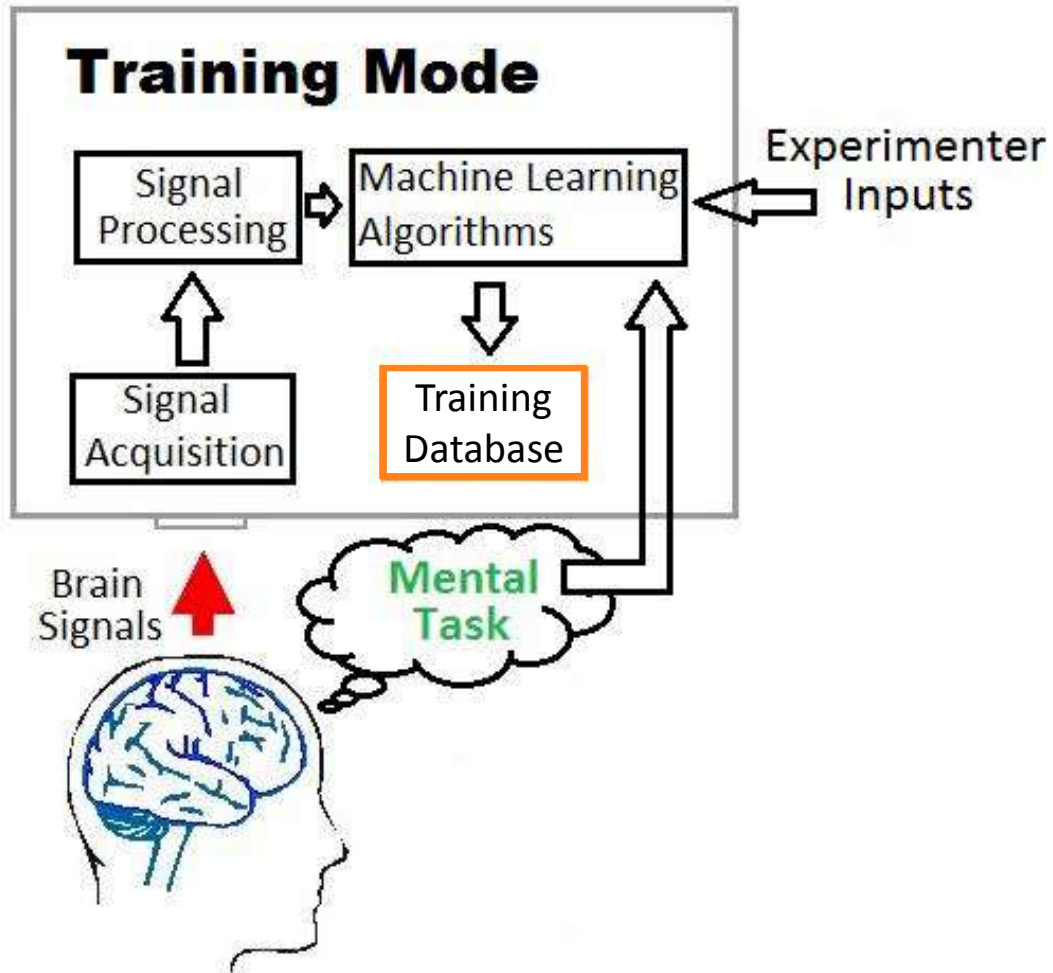 Training Mode
Signal
Processing
Machine Learning
Algorithms
Experimenter
Inputs
Signal
Acquisition
Training
Database
Brain
Signals
Mental
Task